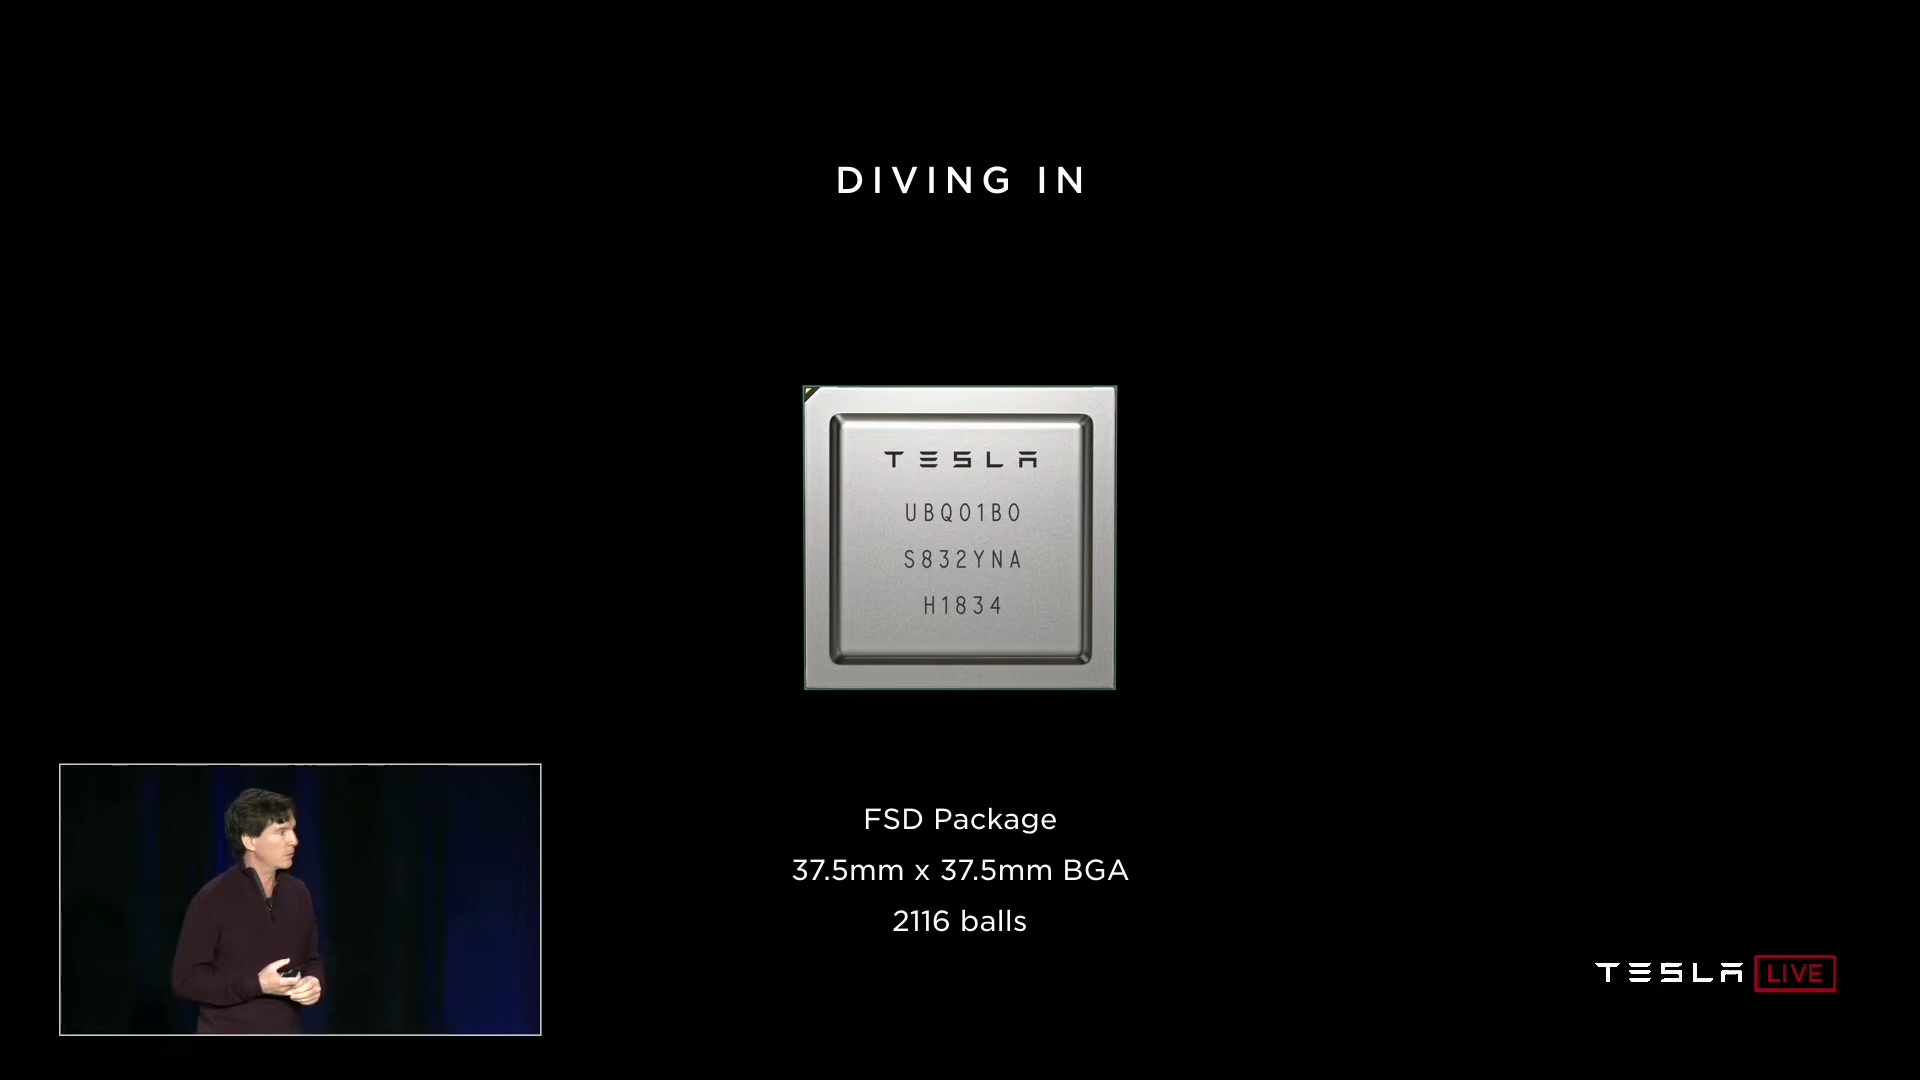 DIVING IN
TESLA
UBQ01B0
S832YNA
H1834
FSD Package
37.5mm x 37.5mm BGA
2116 balls
TESLA LIVE